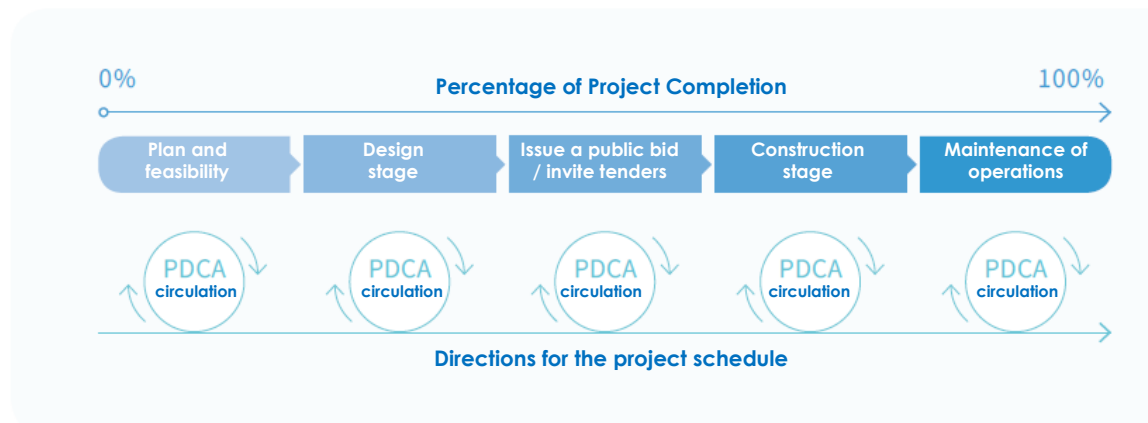 0%
Percentage of Project Completion
100%
Plan and
feasibility
Design
stage
Issue a public bid
/ invite tenders
Construction
stage
Maintenance of
operations
PDCA
circulation
PDCA
circulation
PDCA
circulation
PDCA
circulation
PDCA
circulation
Directions for the project schedule